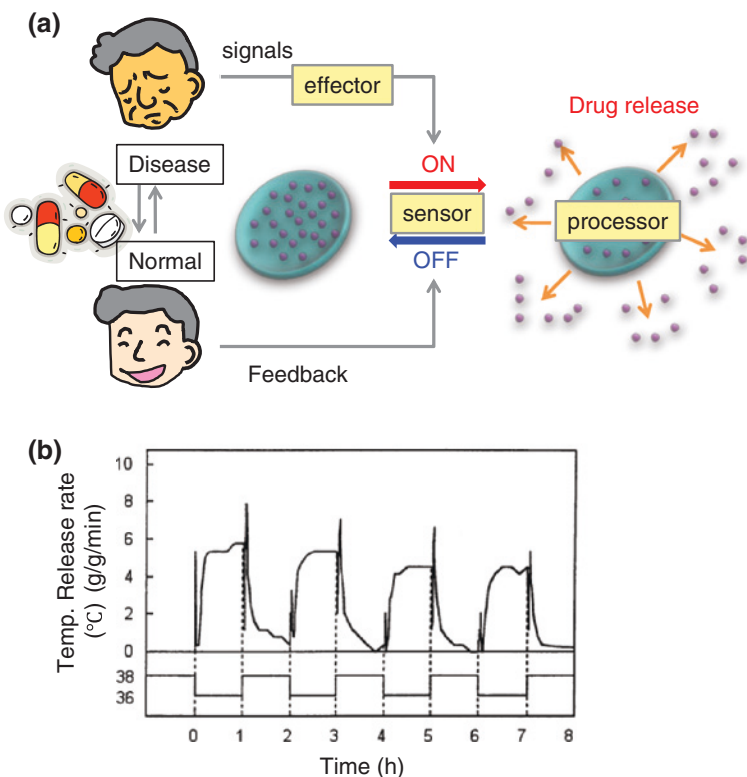 (a)
signals
effector
Drug release
Disease
ON
sensor
processor
Normal
OFF
Feedback
(b)
Temp. Release rate
(°C) (g/g/min)
10
8
6
4
2
0
38
36
0 1 2 3 4 5 6 7 8
Time (h)